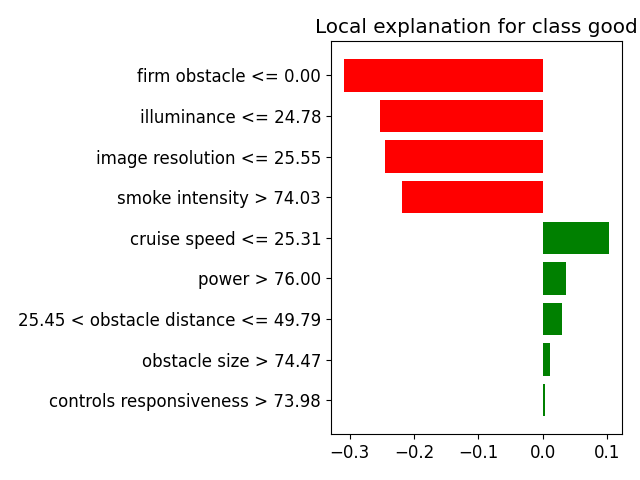 Local explanation for class good
firm obstacle <= 0.00
illuminance <= 24.78
image resolution <= 25.55
smoke intensity > 74.03
cruise speed <= 25.31
power > 76.00
25.45 < obstacle distance <= 49.79
obstacle size > 74.47
controls responsiveness > 73.98
−0.3 −0.2 −0.1 0.0 0.1